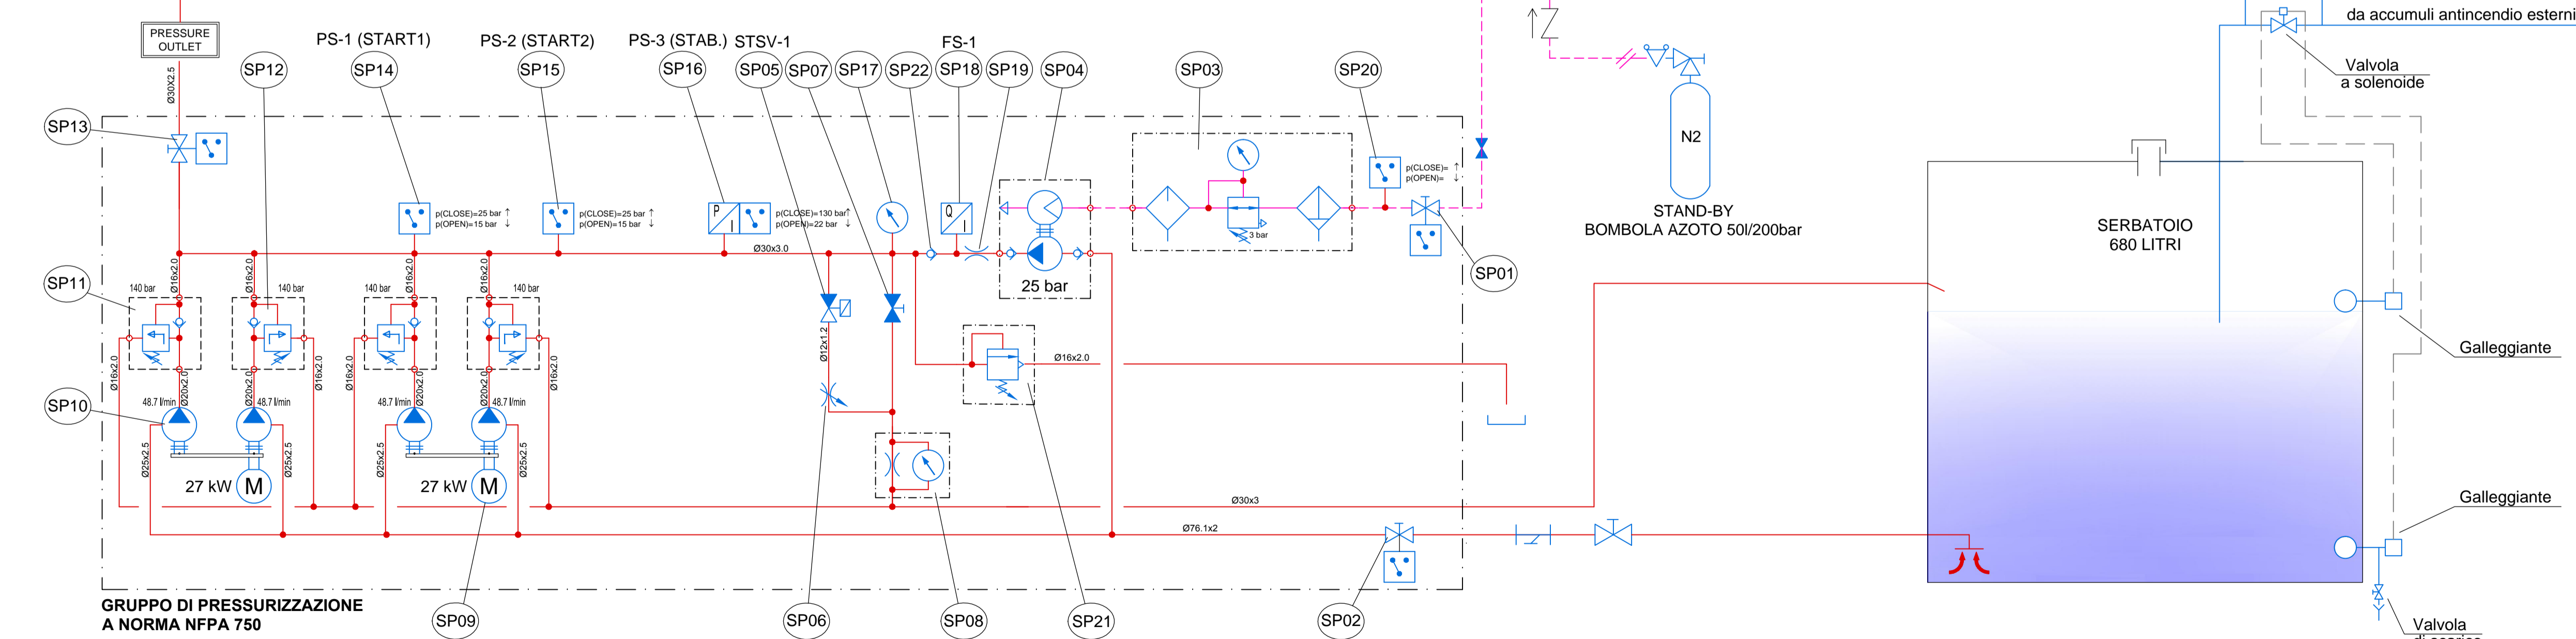 PRESSURE
OUTLET
Ø30X2.5
SP13
SP12
PS-1 (START1)
SP14
PS-2 (START2)
SP15
PS-3 (STAB.)
SP16
STSV-1
SP05
SP07
SP17
SP22
FS-1
SP18
SP19
SP04
SP03
SP20
p(CLOSE)=25 bar ↑
p(OPEN)=15 bar ↓
p(CLOSE)=25 bar ↑
p(OPEN)=15 bar ↓
P
I
p(CLOSE)=130 bar ↑
p(OPEN)=22 bar ↓
Q
I
p(CLOSE)= ↑
p(OPEN)= ↓
3 bar
25 bar
Ø30x3.0
SP01
SP11
Ø16x2.0
Ø16x2.0
Ø16x2.0
Ø16x2.0
140 bar
140 bar
140 bar
140 bar
Ø16x2.0
Ø16x2.0
Ø16x2.0
Ø16x2.0
Ø12x1.2
Ø16x2.0
SP10
48.7 l/min
48.7 l/min
48.7 l/min
48.7 l/min
Ø20x2.0
Ø20x2.0
Ø20x2.0
Ø20x2.0
Ø25x2.5
Ø25x2.5
Ø25x2.5
Ø25x2.5
27 kW
M
27 kW
M
Ø30x3
Ø76.1x2
GRUPPO DI PRESSURIZZAZIONE
A NORMA NFPA 750
SP09
SP06
SP08
SP21
SP02
N2
STAND-BY
BOMBOLA AZOTO 50l/200bar
da accumuli antincendio esterni
Valvola
a solenoide
SERBATOIO
680 LITRI
Galleggiante
Galleggiante
Valvola